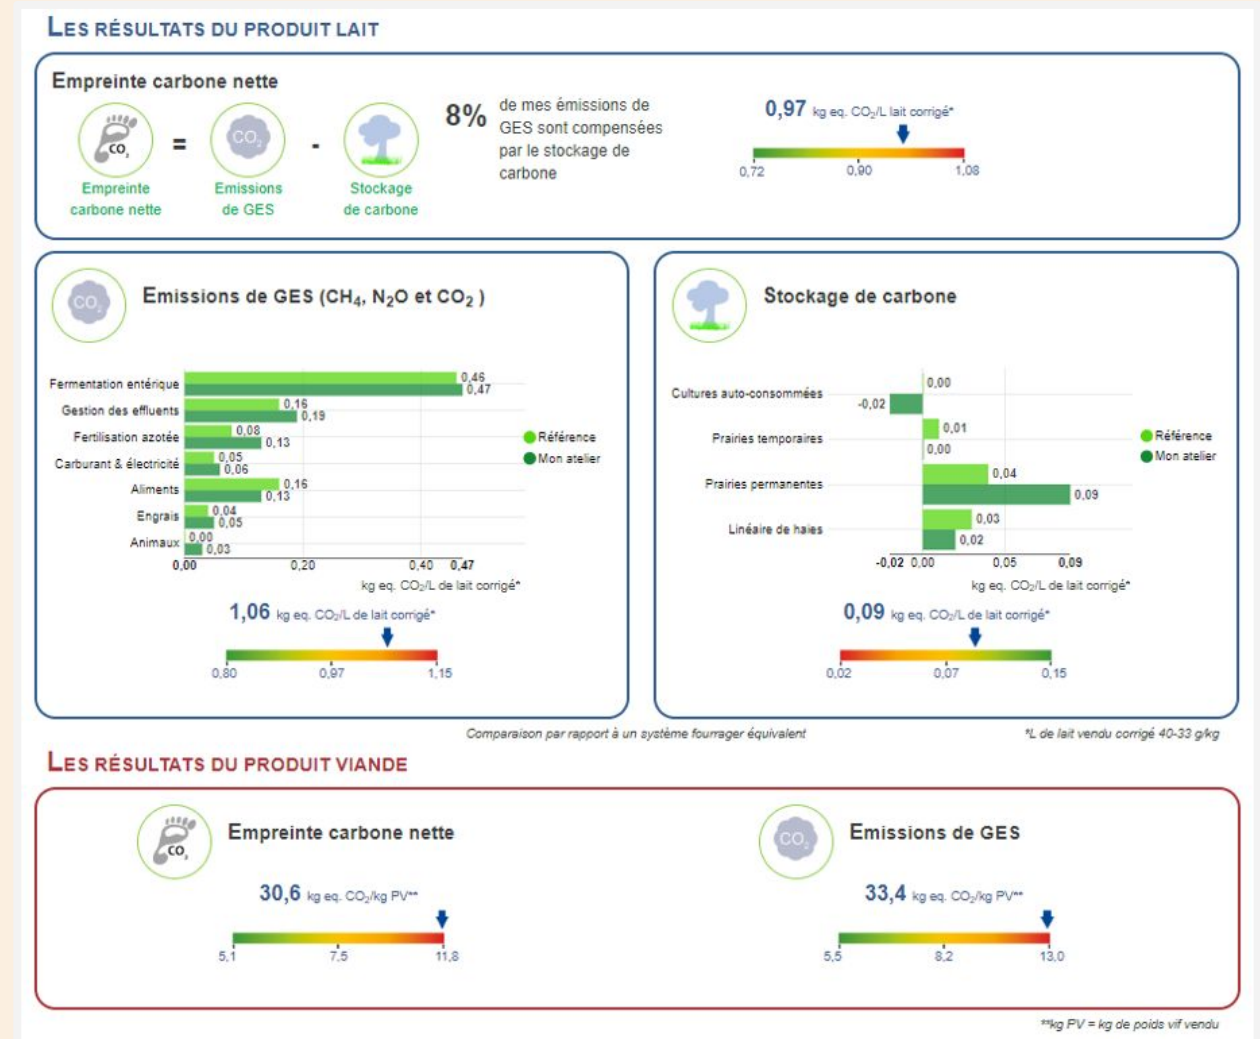 LES RÉSULTATS DU PRODUIT LAIT
Empreinte carbone nette
CO₂
=
CO₂
-
Empreinte
carbone nette
Emissions
de GES
Stockage
de carbone
8%
de mes émissions de
GES sont compensées
par le stockage de
carbone
0,97 kg eq. CO₂/L lait corrigé*
0,72 0,90 1,08
CO₂
Emissions de GES (CH₄, N₂O et CO₂ )
Fermentation entérique 0,46
0,47
Gestion des effluents 0,16
0,19
Fertilisation azotée 0,08
0,13
Carburant & électricité 0,05
0,06
Aliments 0,16
0,13
Engrais 0,04
0,05
Animaux 0,00
0,03
0,00 0,20 0,40 0,47
kg eq. CO₂/L de lait corrigé*
Référence
Mon atelier
1,06 kg eq. CO₂/L de lait corrigé*
0,80 0,97 1,15
Stockage de carbone
Cultures auto-consommées 0,00
-0,02
Prairies temporaires 0,01
0,00
Prairies permanentes 0,04
0,09
Linéaire de haies 0,03
0,02
-0,02 0,00 0,05 0,09
kg eq. CO₂/L de lait corrigé*
Référence
Mon atelier
0,09 kg eq. CO₂/L de lait corrigé*
0,02 0,07 0,15
Comparaison par rapport à un système fourrager équivalent
*L de lait vendu corrigé 40-33 g/kg
LES RÉSULTATS DU PRODUIT VIANDE
CO₂
Empreinte carbone nette
30,6 kg eq. CO₂/kg PV**
5,1 7,5 11,8
CO₂
Emissions de GES
33,4 kg eq. CO₂/kg PV**
5,5 8,2 13,0
**kg PV = kg de poids vif vendu